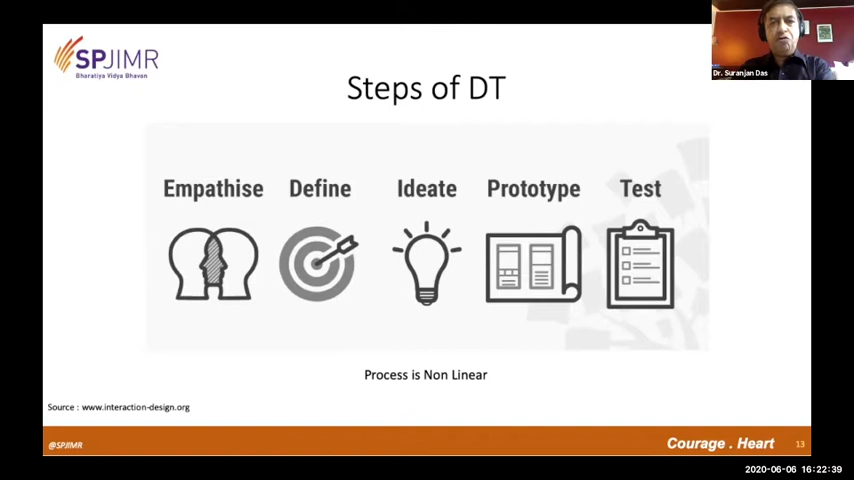 SPJIMR
Bharatiya Vidya Bhavan
Dr. Suranjan Das
Steps of DT
Empathise Define Ideate Prototype Test
Process is Non Linear
Source : www.interaction-design.org
@SPJIMR
Courage . Heart 13
2020-06-06 16:22:39